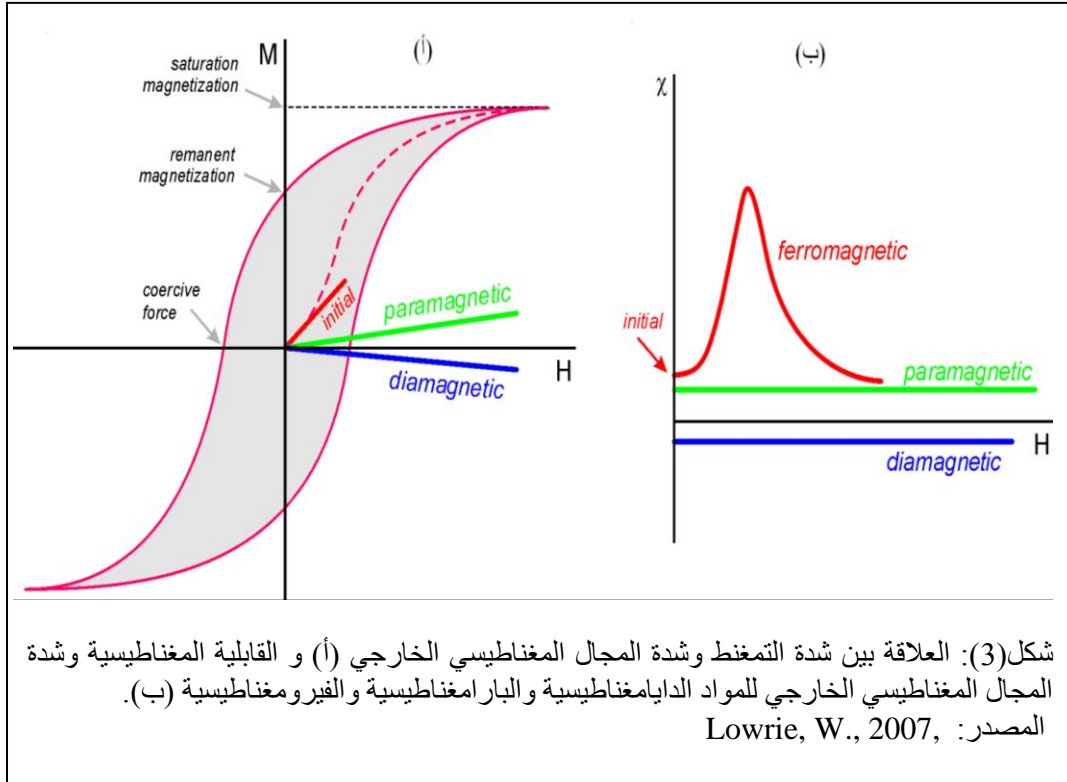 (أ)
M
saturation
magnetization
remanent
magnetization
coercive
force
initial
paramagnetic
diamagnetic
H
(ب)
χ
ferromagnetic
initial
paramagnetic
H
diamagnetic
شكل(3): العلاقة بين شدة التمغنط وشدة المجال المغناطيسي الخارجي (أ) و القابلية المغناطيسية وشدة
المجال المغناطيسي الخارجي للمواد الدايامغناطيسية والبارامغناطيسية والفيرومغناطيسية (ب).
المصدر: Lowrie, W., 2007,